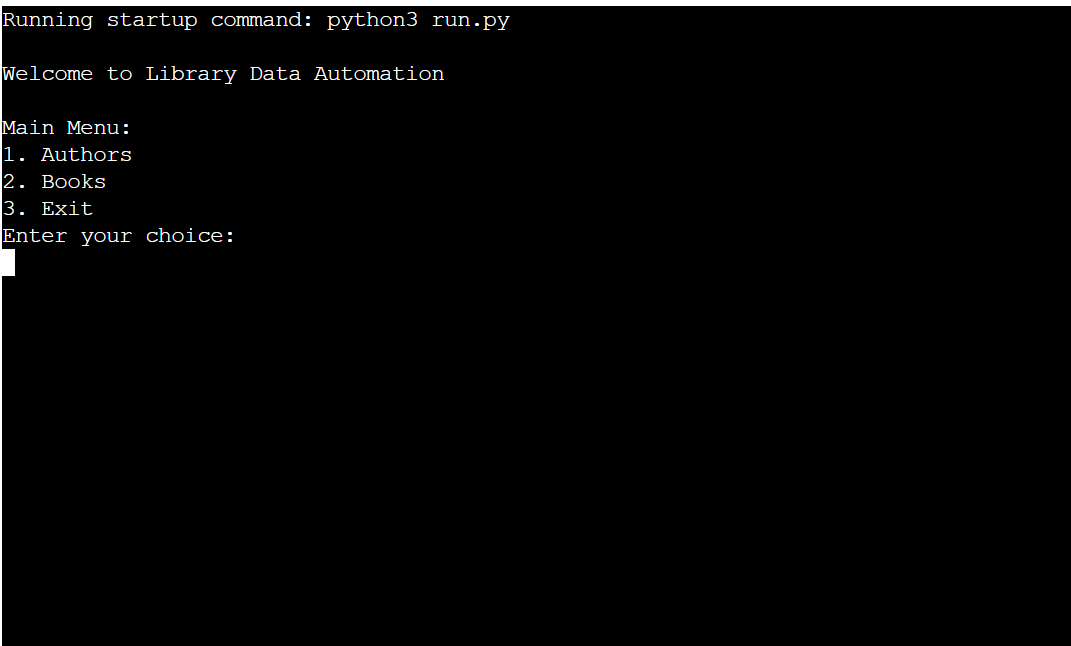 Running startup command: python3 run.py
Welcome to Library Data Automation
Main Menu:
1. Authors
2. Books
3. Exit
Enter your choice: